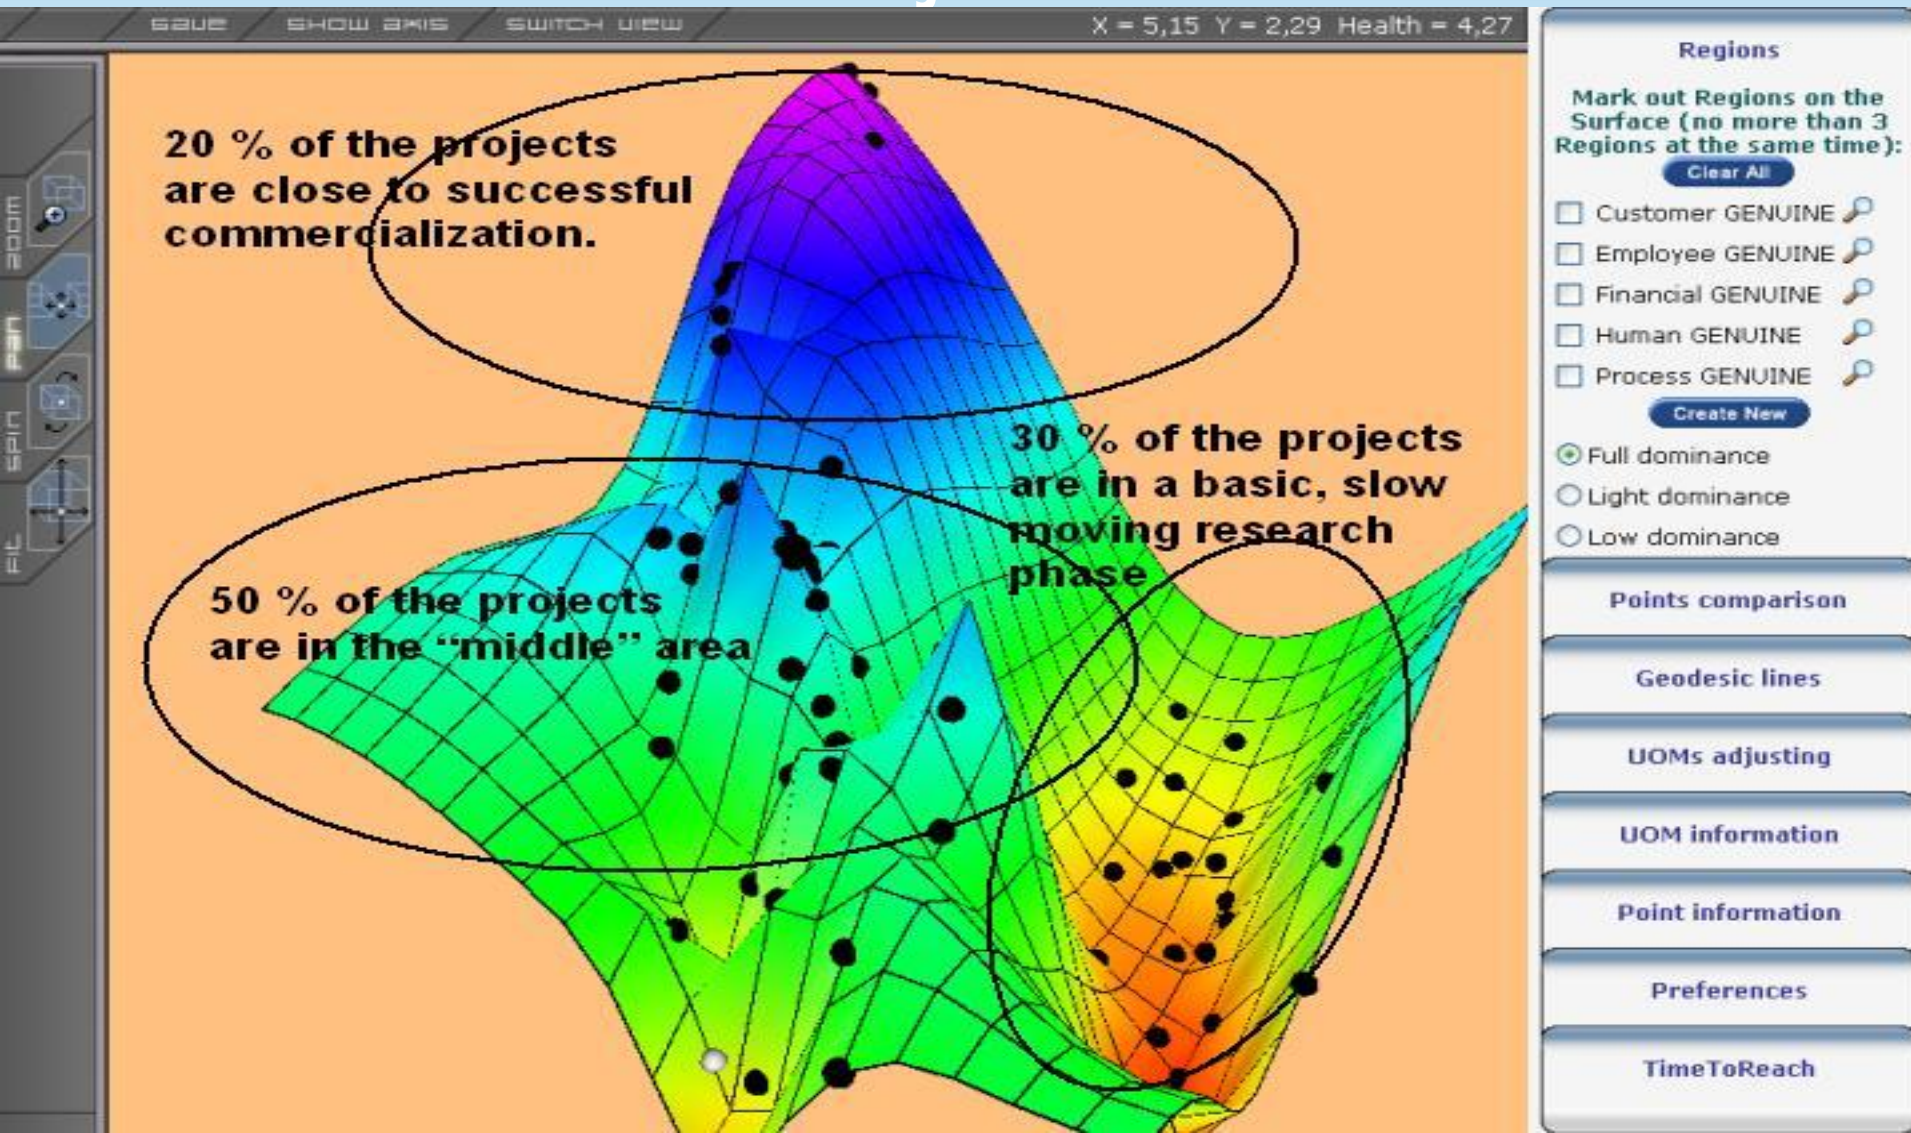 save
show axis
switch view
X = 5,15 Y = 2,29 Health = 4,27
zoom
pan
spin
fit
20 % of the projects
are close to successful
commercialization.
30 % of the projects
are in a basic, slow
moving research
phase
50 % of the projects
are in the “middle” area
Regions
Mark out Regions on the
Surface (no more than 3
Regions at the same time):
Clear All
Customer GENUINE
Employee GENUINE
Financial GENUINE
Human GENUINE
Process GENUINE
Create New
Full dominance
Light dominance
Low dominance
Points comparison
Geodesic lines
UOMs adjusting
UOM information
Point information
Preferences
TimeToReach